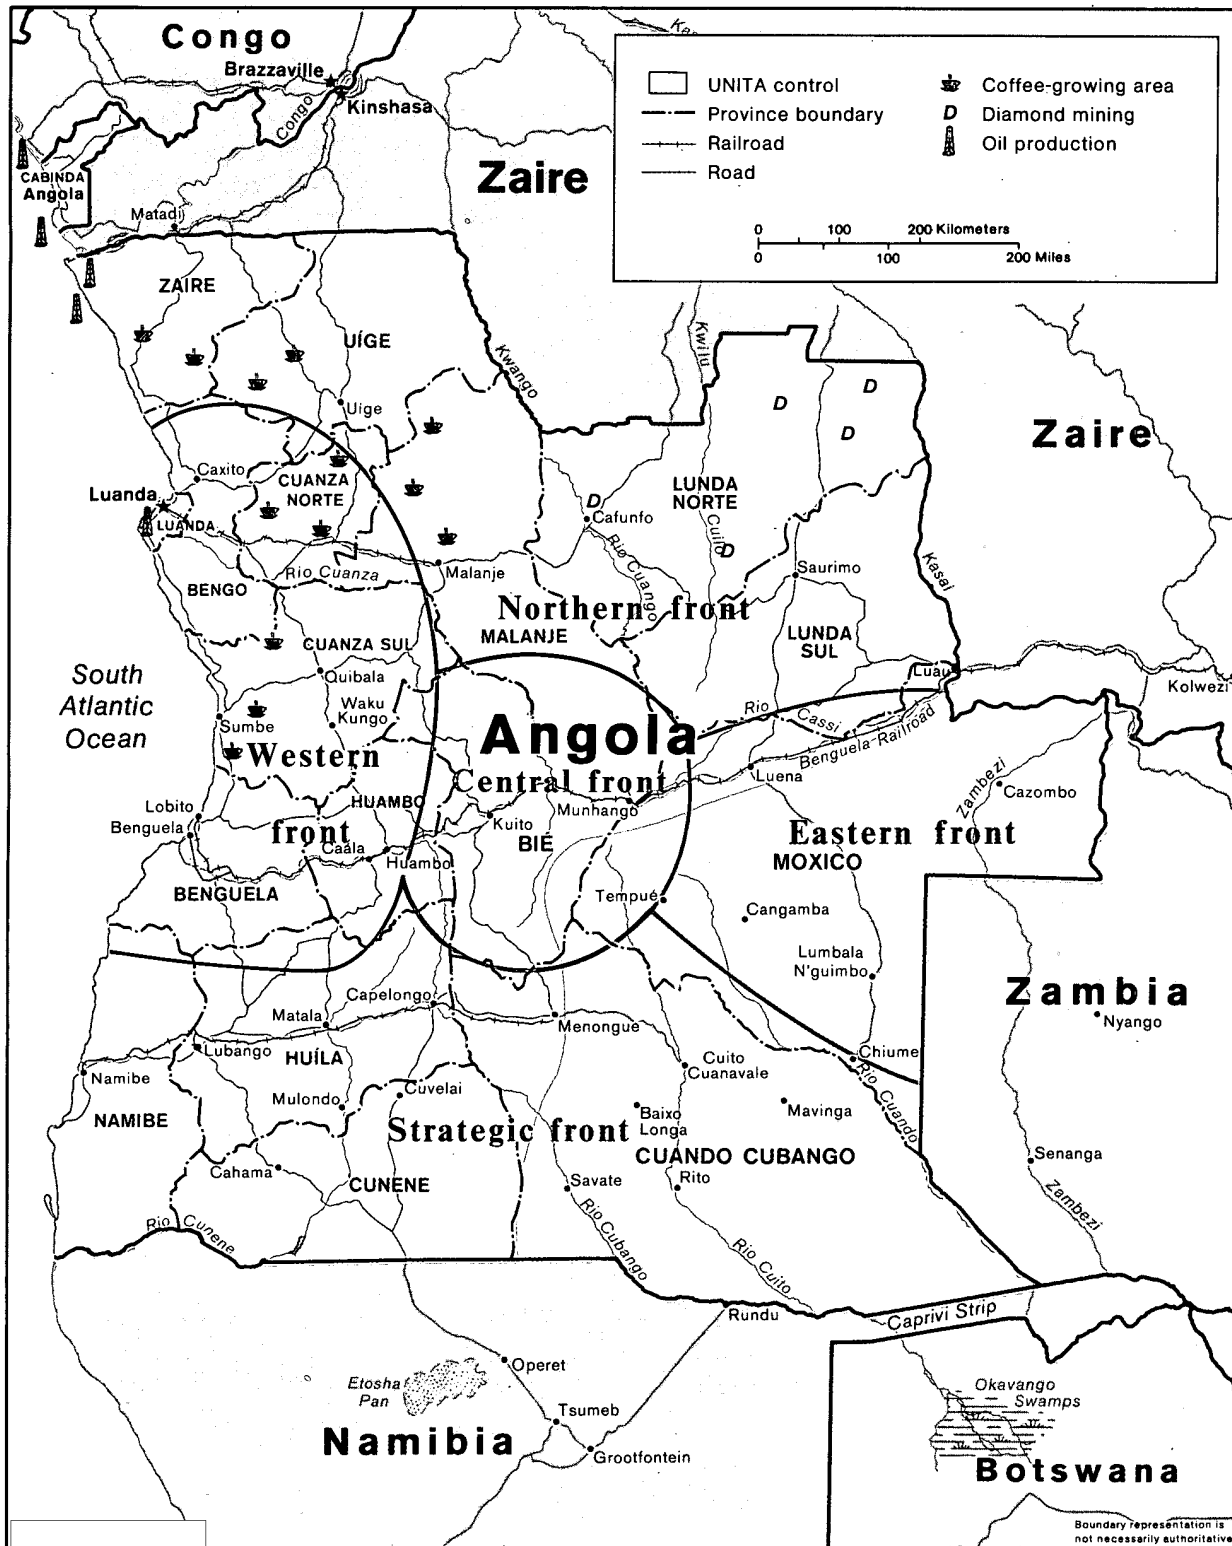 Congo
Brazzaville
Kinshasa
Congo
UNITA control
Province boundary
Railroad
Road
Coffee-growing area
D Diamond mining
Oil production
0 100 200 Kilometers
0 100 200 Miles
CABINDA
Angola
Zaire
Matadi
ZAIRE
UÍGE
Kwango
Kwilu
Uíge
D
D
D
Zaire
Caxito
CUANZA
NORTE
Luanda
LUANDA
LUNDA
NORTE
D
Cafunfo
Cuilo
D
Rio Cuango
Kasai
Malanje
Rio Cuanza
BENGO
Saurimo
Northern front
MALANJE
CUANZA SUL
LUNDA
SUL
Quibala
Luau
Kolwezi
South
Atlantic
Ocean
Sumbe
Waku
Kungo
Rio Cassi
Angola
Western
front
Central front
Benguela Railroad
Luena
Zambezi
Cazombo
HUAMBO
Lobito
Benguela
Kuito
Munhango
BIÉ
Eastern front
MOXICO
Caála
Huambo
BENGUELA
Tempué
Cangamba
Lumbala
N'guimbo
Zambia
Nyango
Capelongo
Matala
Menongue
Lubango
HUÍLA
Cuito
Cuanavale
Chiume
Rio Cuando
Namibe
NAMIBE
Mulondo
Cuvelai
Baixo
Longa
Mavinga
Strategic front
CUANDO CUBANGO
Cahama
CUNENE
Savate
Rito
Senanga
Zambezi
Rio Cunene
Rio Cubango
Rio Cuito
Rundu
Caprivi Strip
Operet
Etosha
Pan
Okavango
Swamps
Tsumeb
Namibia
Grootfontein
Botswana
Boundary representation is
not necessarily authoritative